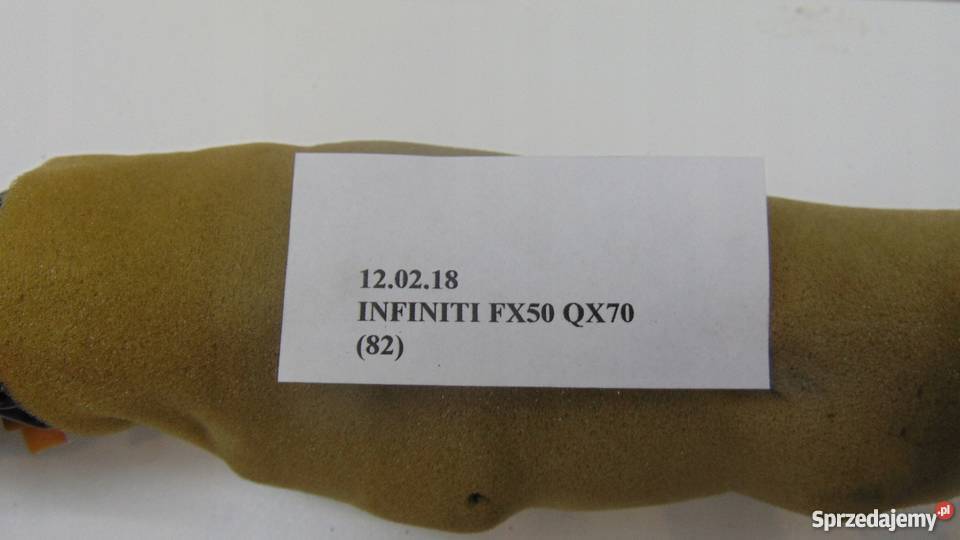 12.02.18
INFINITI FX50 QX70
(82)
Sprzedajemy.pl